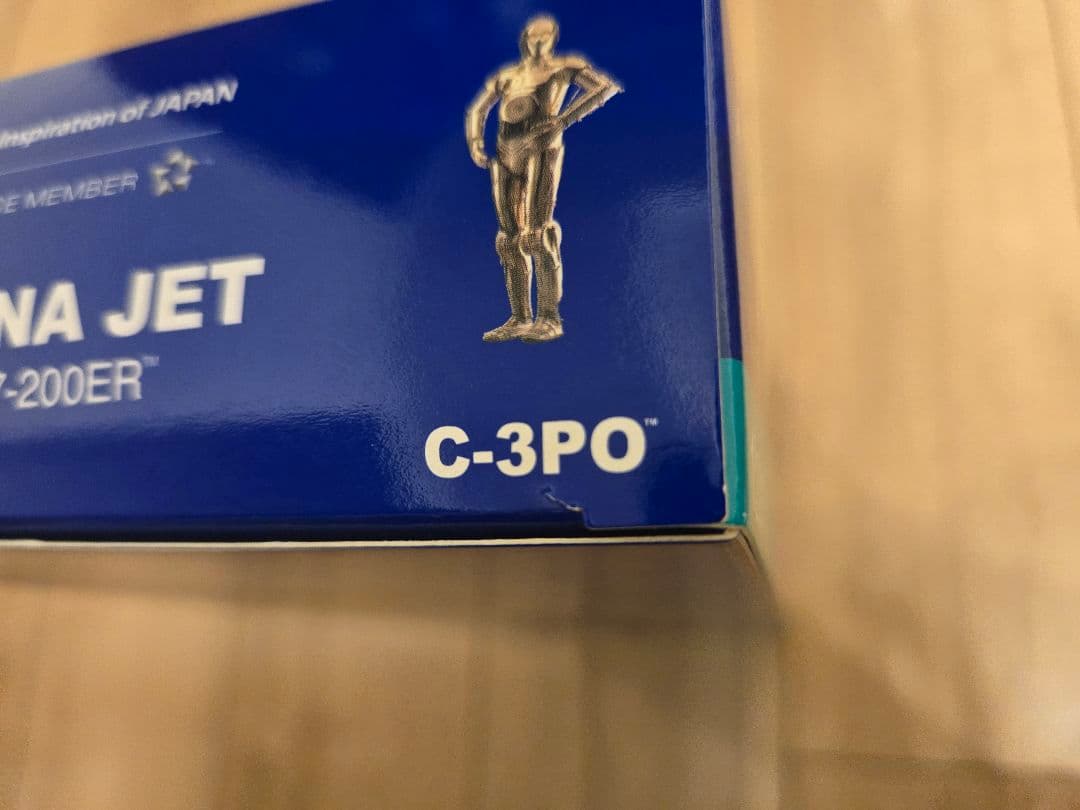 Inspiration of JAPAN
E MEMBER
NA JET
7-200ER™
C-3PO™